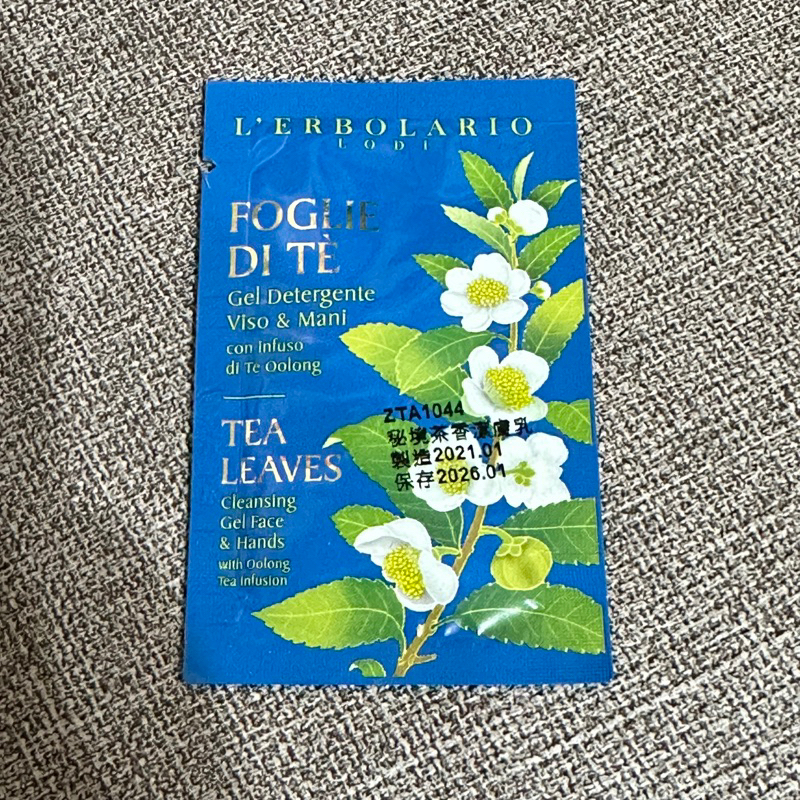 L'ERBOLARIO
LODI
FOGLIE
DI TÈ
Gel Detergente
Viso & Mani
con Infuso
di Tè Oolong
TEA
LEAVES
Cleansing
Gel Face
& Hands
with Oolong
Tea Infusion
ZTA1044
秘境茶香潔膚乳
製造2021.01
保存2026.01